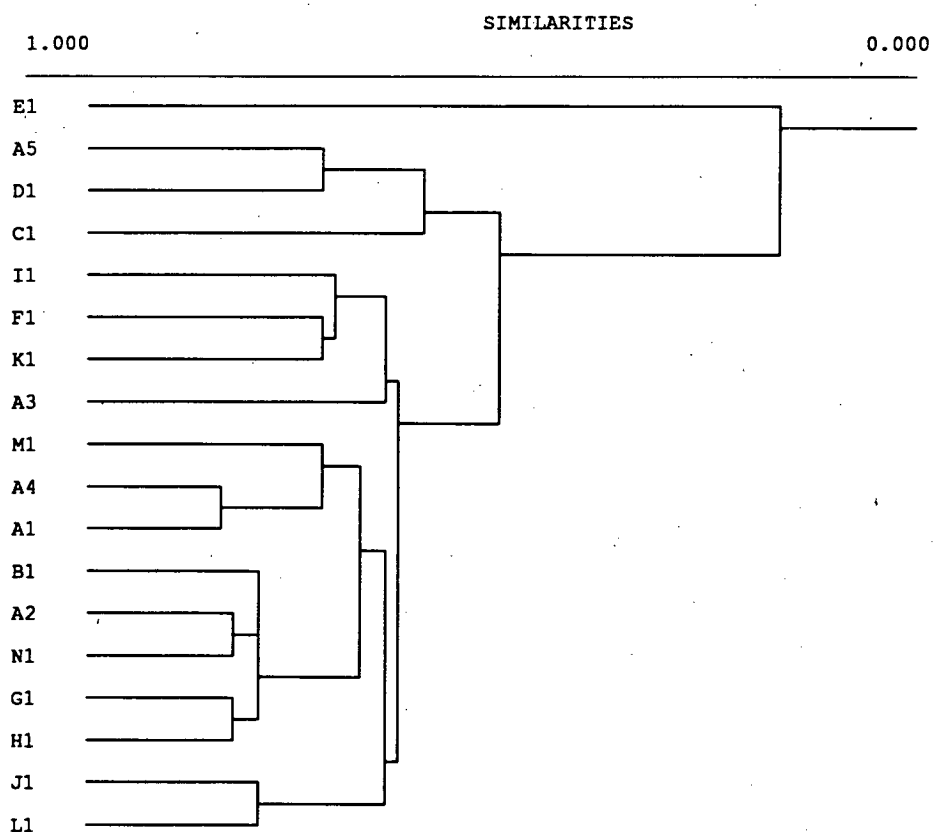 SIMILARITIES
1.000 0.000
E1
A5
D1
C1
I1
F1
K1
A3
M1
A4
A1
B1
A2
N1
G1
H1
J1
L1